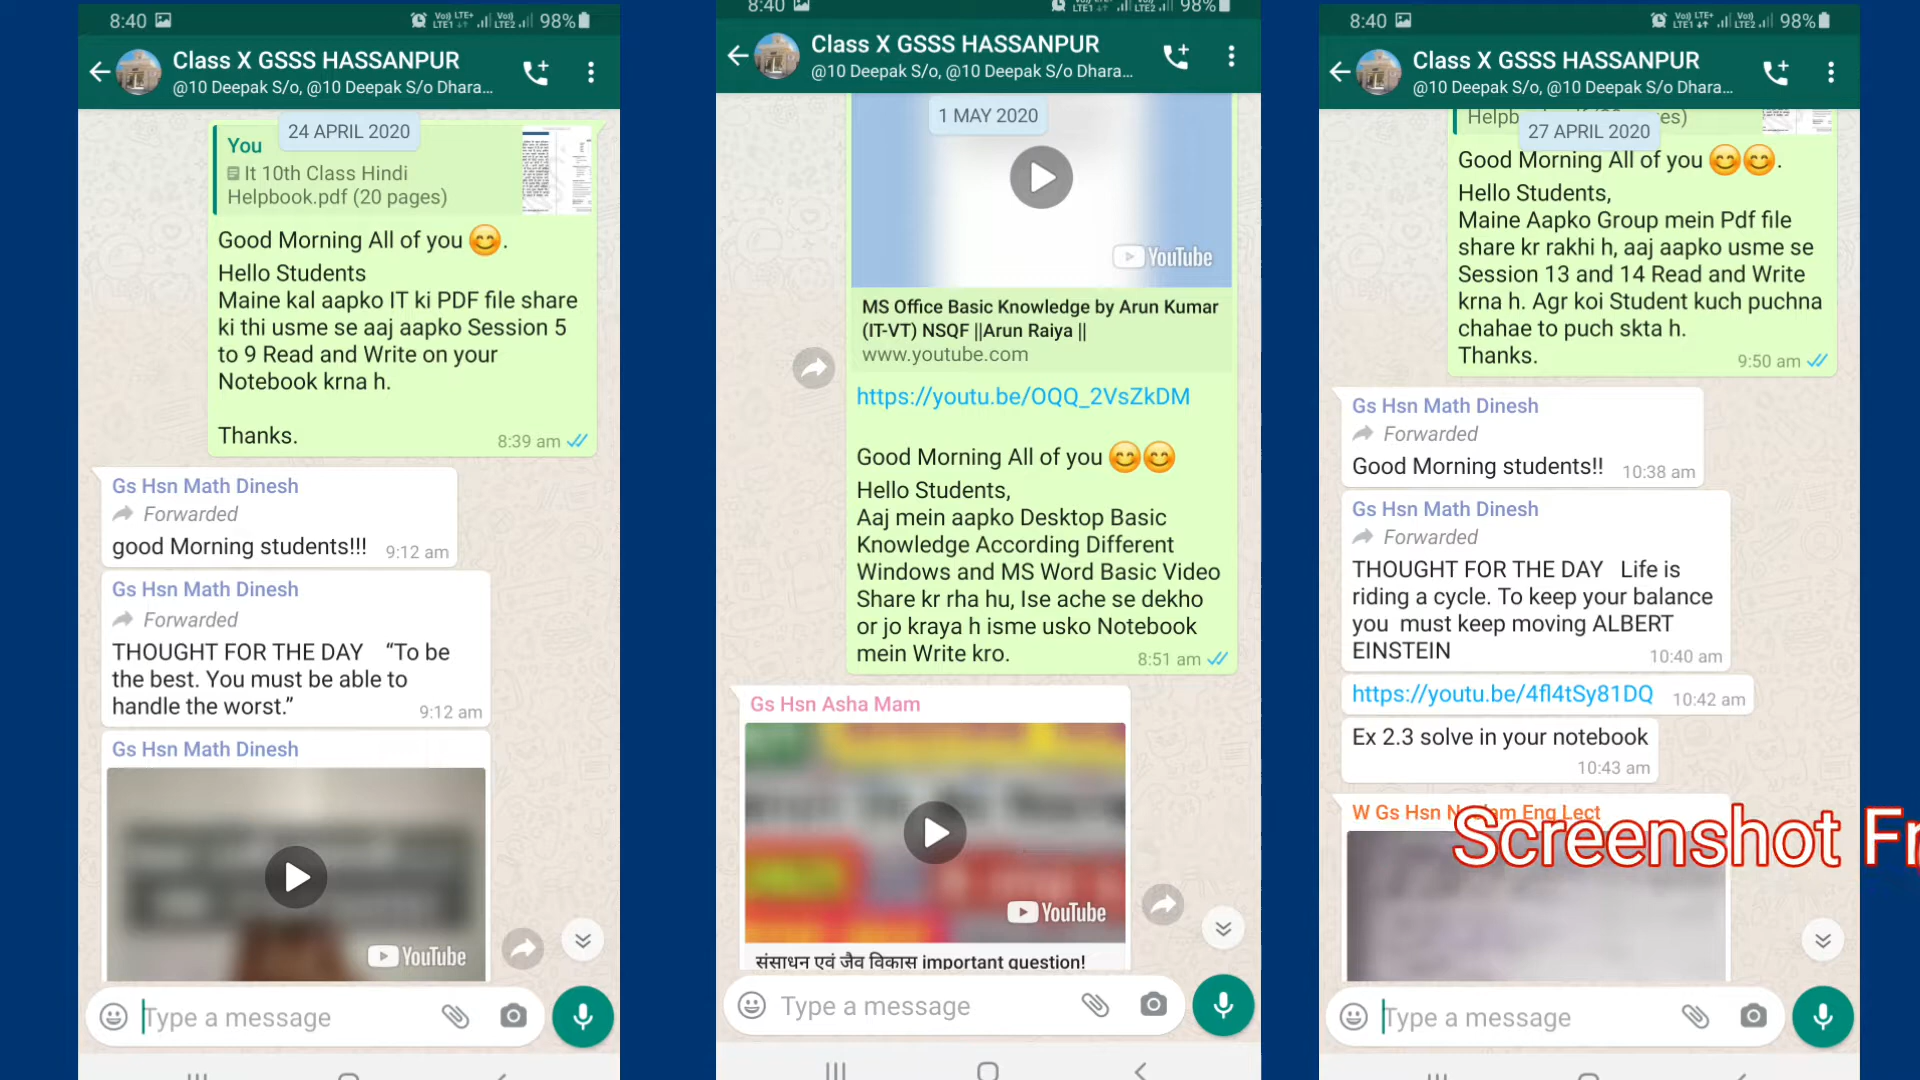 8:40
LTE1 LTE2 98%
Class X GSSS HASSANPUR
@10 Deepak S/o, @10 Deepak S/o Dhara...
24 APRIL 2020
You
It 10th Class Hindi
Helpbook.pdf (20 pages)
Good Morning All of you 😊.
Hello Students
Maine kal aapko IT ki PDF file share
ki thi usme se aaj aapko Session 5
to 9 Read and Write on your
Notebook krna h.
Thanks.
8:39 am
Gs Hsn Math Dinesh
Forwarded
good Morning students!!!
9:12 am
Gs Hsn Math Dinesh
Forwarded
THOUGHT FOR THE DAY “To be
the best. You must be able to
handle the worst.”
9:12 am
Gs Hsn Math Dinesh
YouTube
Type a message
8:40
LTE1 LTE2 98%
Class X GSSS HASSANPUR
@10 Deepak S/o, @10 Deepak S/o Dhara...
1 MAY 2020
YouTube
MS Office Basic Knowledge by Arun Kumar
(IT-VT) NSQF ||Arun Raiya ||
www.youtube.com
https://youtu.be/OQQ_2VsZkDM
Good Morning All of you 😊😊
Hello Students,
Aaj mein aapko Desktop Basic
Knowledge According Different
Windows and MS Word Basic Video
Share kr rha hu, Ise ache se dekho
or jo kraya h isme usko Notebook
mein Write kro.
8:51 am
Gs Hsn Asha Mam
YouTube
संसाधन एवं जैव विकास important question!
Type a message
8:40
LTE1 LTE2 98%
Class X GSSS HASSANPUR
@10 Deepak S/o, @10 Deepak S/o Dhara...
27 APRIL 2020
Good Morning All of you 😊😊.
Hello Students,
Maine Aapko Group mein Pdf file
share kr rakhi h, aaj aapko usme se
Session 13 and 14 Read and Write
krna h. Agr koi Student kuch puchna
chahae to puch skta h.
Thanks.
9:50 am
Gs Hsn Math Dinesh
Forwarded
Good Morning students!!
10:38 am
Gs Hsn Math Dinesh
Forwarded
THOUGHT FOR THE DAY Life is
riding a cycle. To keep your balance
you must keep moving ALBERT
EINSTEIN
10:40 am
https://youtu.be/4fl4tSy81DQ
10:42 am
Ex 2.3 solve in your notebook
10:43 am
W Gs Hsn Eng Lect
Screenshot
Type a message